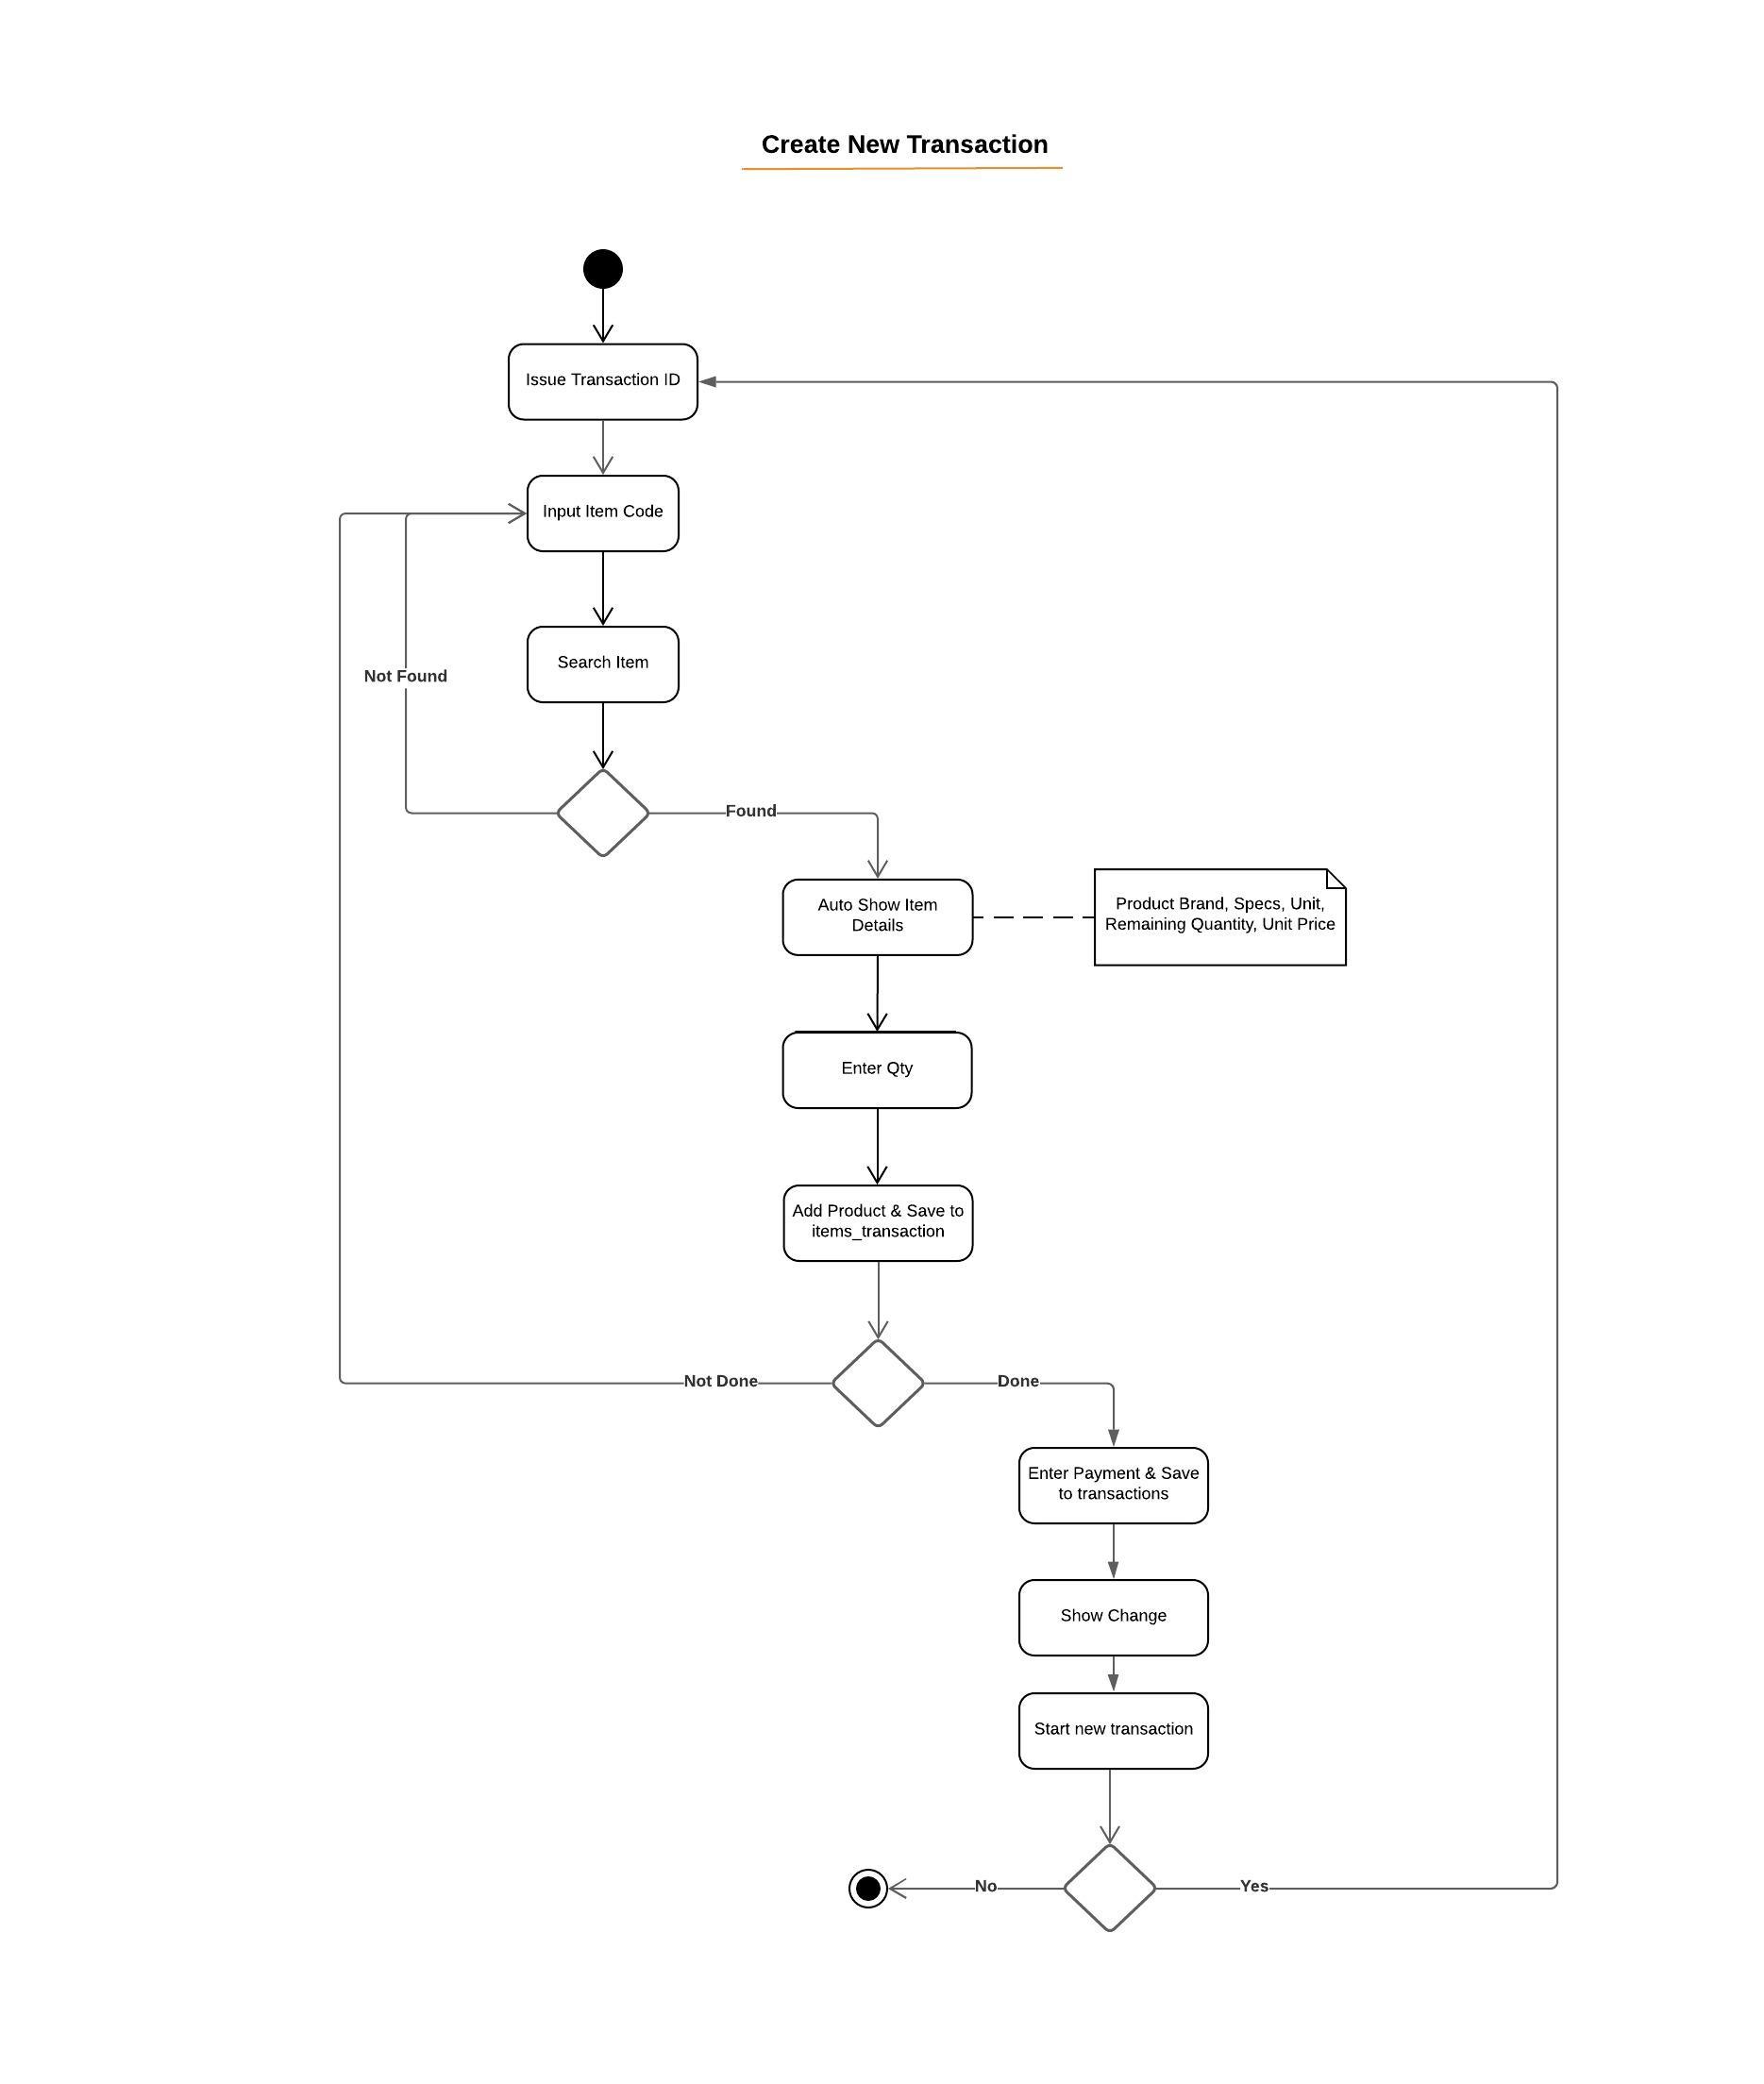 Create New Transaction
Issue Transaction ID
Input Item Code
Search Item
Not Found
Found
Auto Show Item
Details
Product Brand, Specs, Unit,
Remaining Quantity, Unit Price
Enter Qty
Add Product & Save to
items_transaction
Not Done
Done
Enter Payment & Save
to transactions
Show Change
Start new transaction
No
Yes